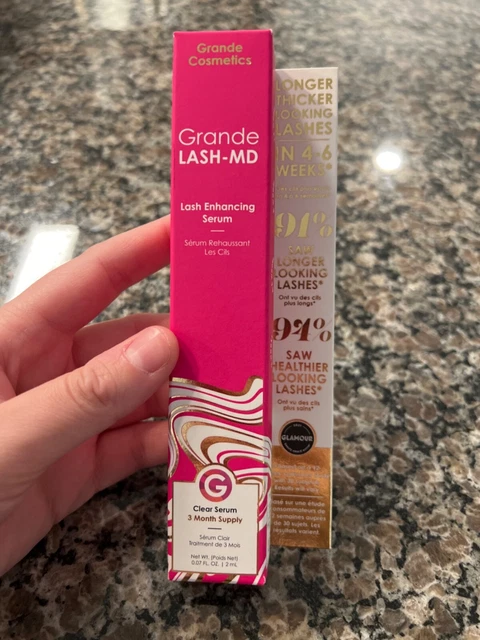 Grande
Cosmetics
Grande
LASH-MD
Lash Enhancing
Serum
Sérum Rehaussant
Les Cils
G
Clear Serum
3 Month Supply
Sérum Clair
Traitement de 3 Mois
Net Wt. (Poids Net)
0.07 FL. OZ. | 2 mL
LONGER
THICKER
LOOKING
LASHES
IN 4-6
WEEKS*
91%
SAW
LONGER
LOOKING
LASHES*
Ont vu des cils
plus longs*
94%
SAW
HEALTHIER
LOOKING
LASHES*
Ont vu des cils
plus sains*
GLAMOUR